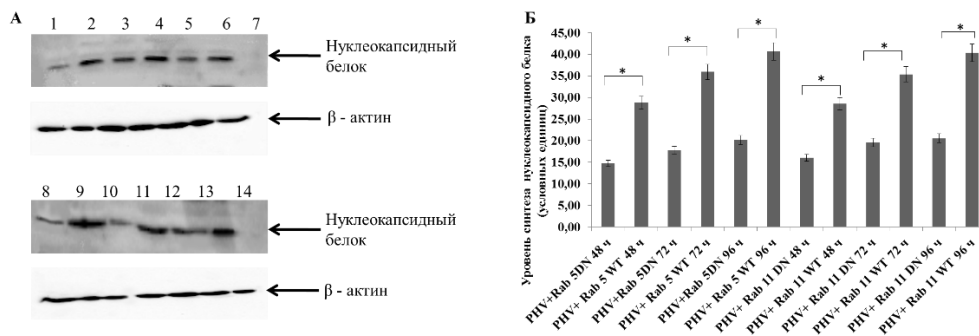 А
1 2 3 4 5 6 7
Нуклеокапсидный
белок
β - актин
8 9 10 11 12 13 14
Нуклеокапсидный
белок
β - актин
Б
Уровень синтеза нуклеокапсидного белка
(условных единиц)
45,00
40,00
35,00
30,00
25,00
20,00
15,00
10,00
5,00
0,00
* * * * * *
PHV+Rab 5DN 48 ч
PHV+ Rab 5 WT 48 ч
PHV+Rab 5DN 72 ч
PHV+ Rab 5 WT 72 ч
PHV+Rab 5DN 96 ч
PHV+ Rab 5 WT 96 ч
PHV+ Rab 11 DN 48 ч
PHV+ Rab 11 WT 48 ч
PHV+ Rab 11 DN 72 ч
PHV+ Rab 11 WT 72 ч
PHV+ Rab 11 DN 96 ч
PHV+ Rab 11 WT 96 ч